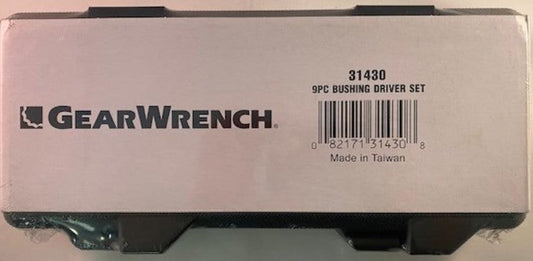 31430
9PC BUSHING DRIVER SET
GEARWRENCH®
0 82171 31430 8
Made in Taiwan